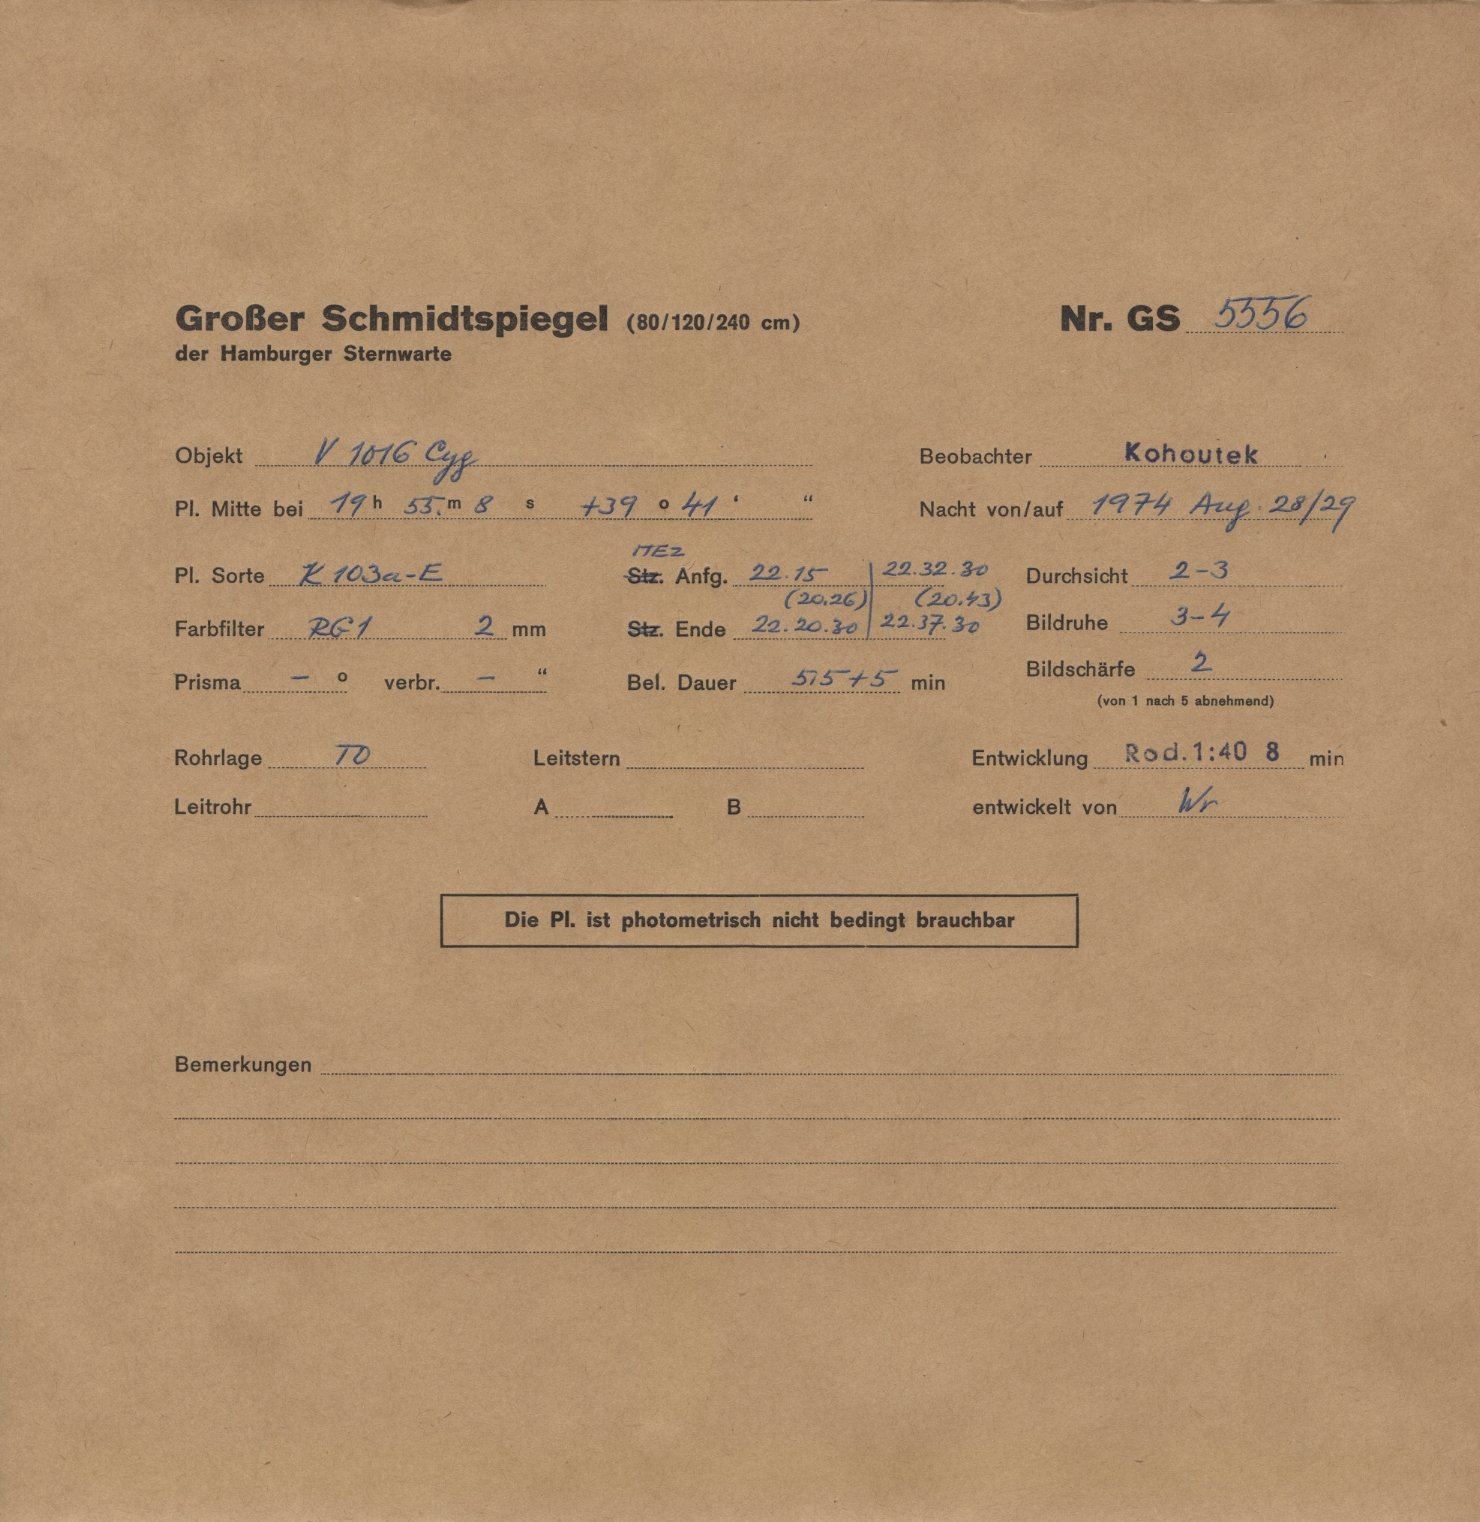 Großer Schmidtspiegel (80/120/240 cm) Nr. GS 5556
der Hamburger Sternwarte
Objekt V 1016 Cyg Beobachter Kohoutek
Pl. Mitte bei 19 h 55. m 8 s +39 o 41 ‘ “ Nacht von/auf 1974 Aug. 28/29
MEZ
Pl. Sorte K 103a-E Stz. Anfg. 22.15 | 22.32.30 Durchsicht 2-3
(20.26) | (20.43)
Farbfilter RG1 2 mm Stz. Ende 22.20.30 | 22.37.30 Bildruhe 3-4
Prisma – o verbr. – “ Bel. Dauer 5,5+5 min Bildschärfe 2
(von 1 nach 5 abnehmend)
Rohrlage TO Leitstern Entwicklung Rod.1:40 8 min
Leitrohr A B entwickelt von Wr
Die Pl. ist photometrisch nicht bedingt brauchbar
Bemerkungen